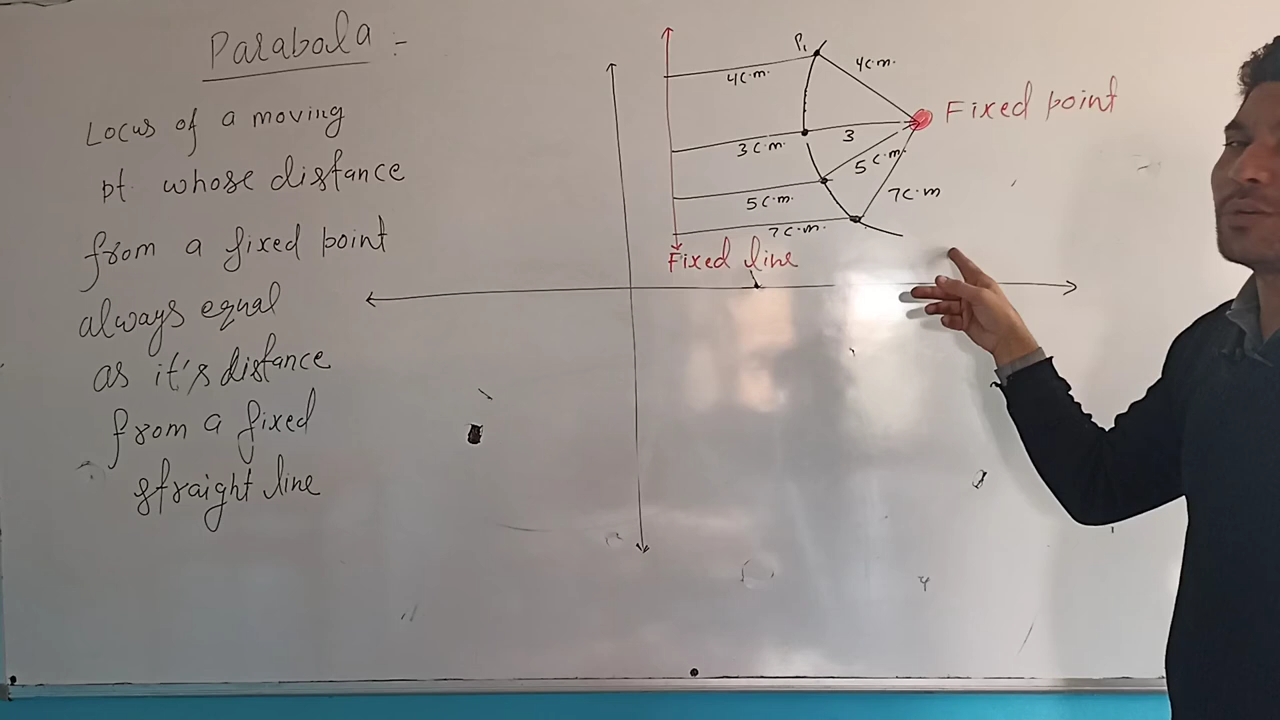 Parabola :-
Locus of a moving
pt. whose distance
from a fixed point
always equal
as it's distance
from a fixed
straight line
P₁
4c.m.
4c.m.
Fixed point
3c.m.
3
5c.m.
5c.m.
7c.m
7c.m.
Fixed line